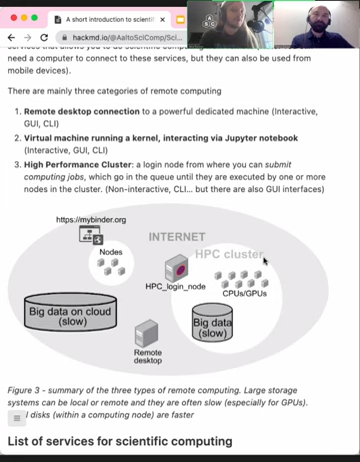 A short introduction to scientif
hackmd.io/@AaltoSciComp/Sci...
need a computer to connect to these services, but they can also be used from
mobile devices).
There are mainly three categories of remote computing
1. Remote desktop connection to a powerful dedicated machine (Interactive,
GUI, CLI)
2. Virtual machine running a kernel, interacting via Jupyter notebook
(Interactive, GUI, CLI)
3. High Performance Cluster: a login node from where you can submit
computing jobs, which go in the queue until they are executed by one or more
nodes in the cluster. (Non-interactive, CLI... but there are also GUI interfaces)
https://mybinder.org
INTERNET
Nodes
HPC cluster
HPC_login_node
CPUs/GPUs
Big data on cloud
(slow)
Big data
(slow)
Remote
desktop
Figure 3 - summary of the three types of remote computing. Large storage
systems can be local or remote and they are often slow (especially for GPUs).
l disks (within a computing node) are faster
List of services for scientific computing